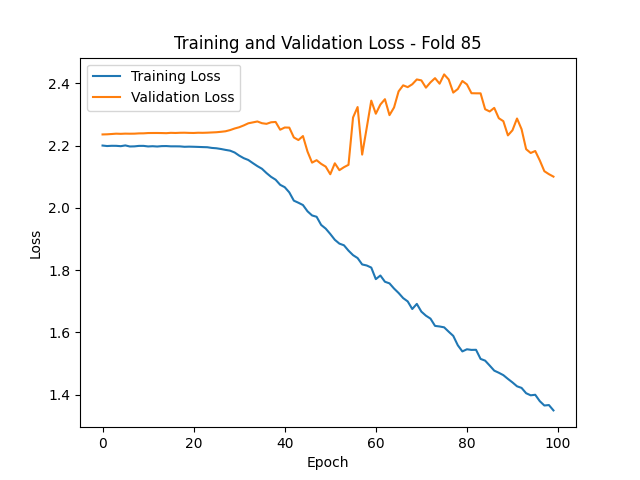 Training and Validation Loss - Fold 85
Training Loss
Validation Loss
2.4
2.2
2.0
1.8
1.6
1.4
Loss
0 20 40 60 80 100
Epoch